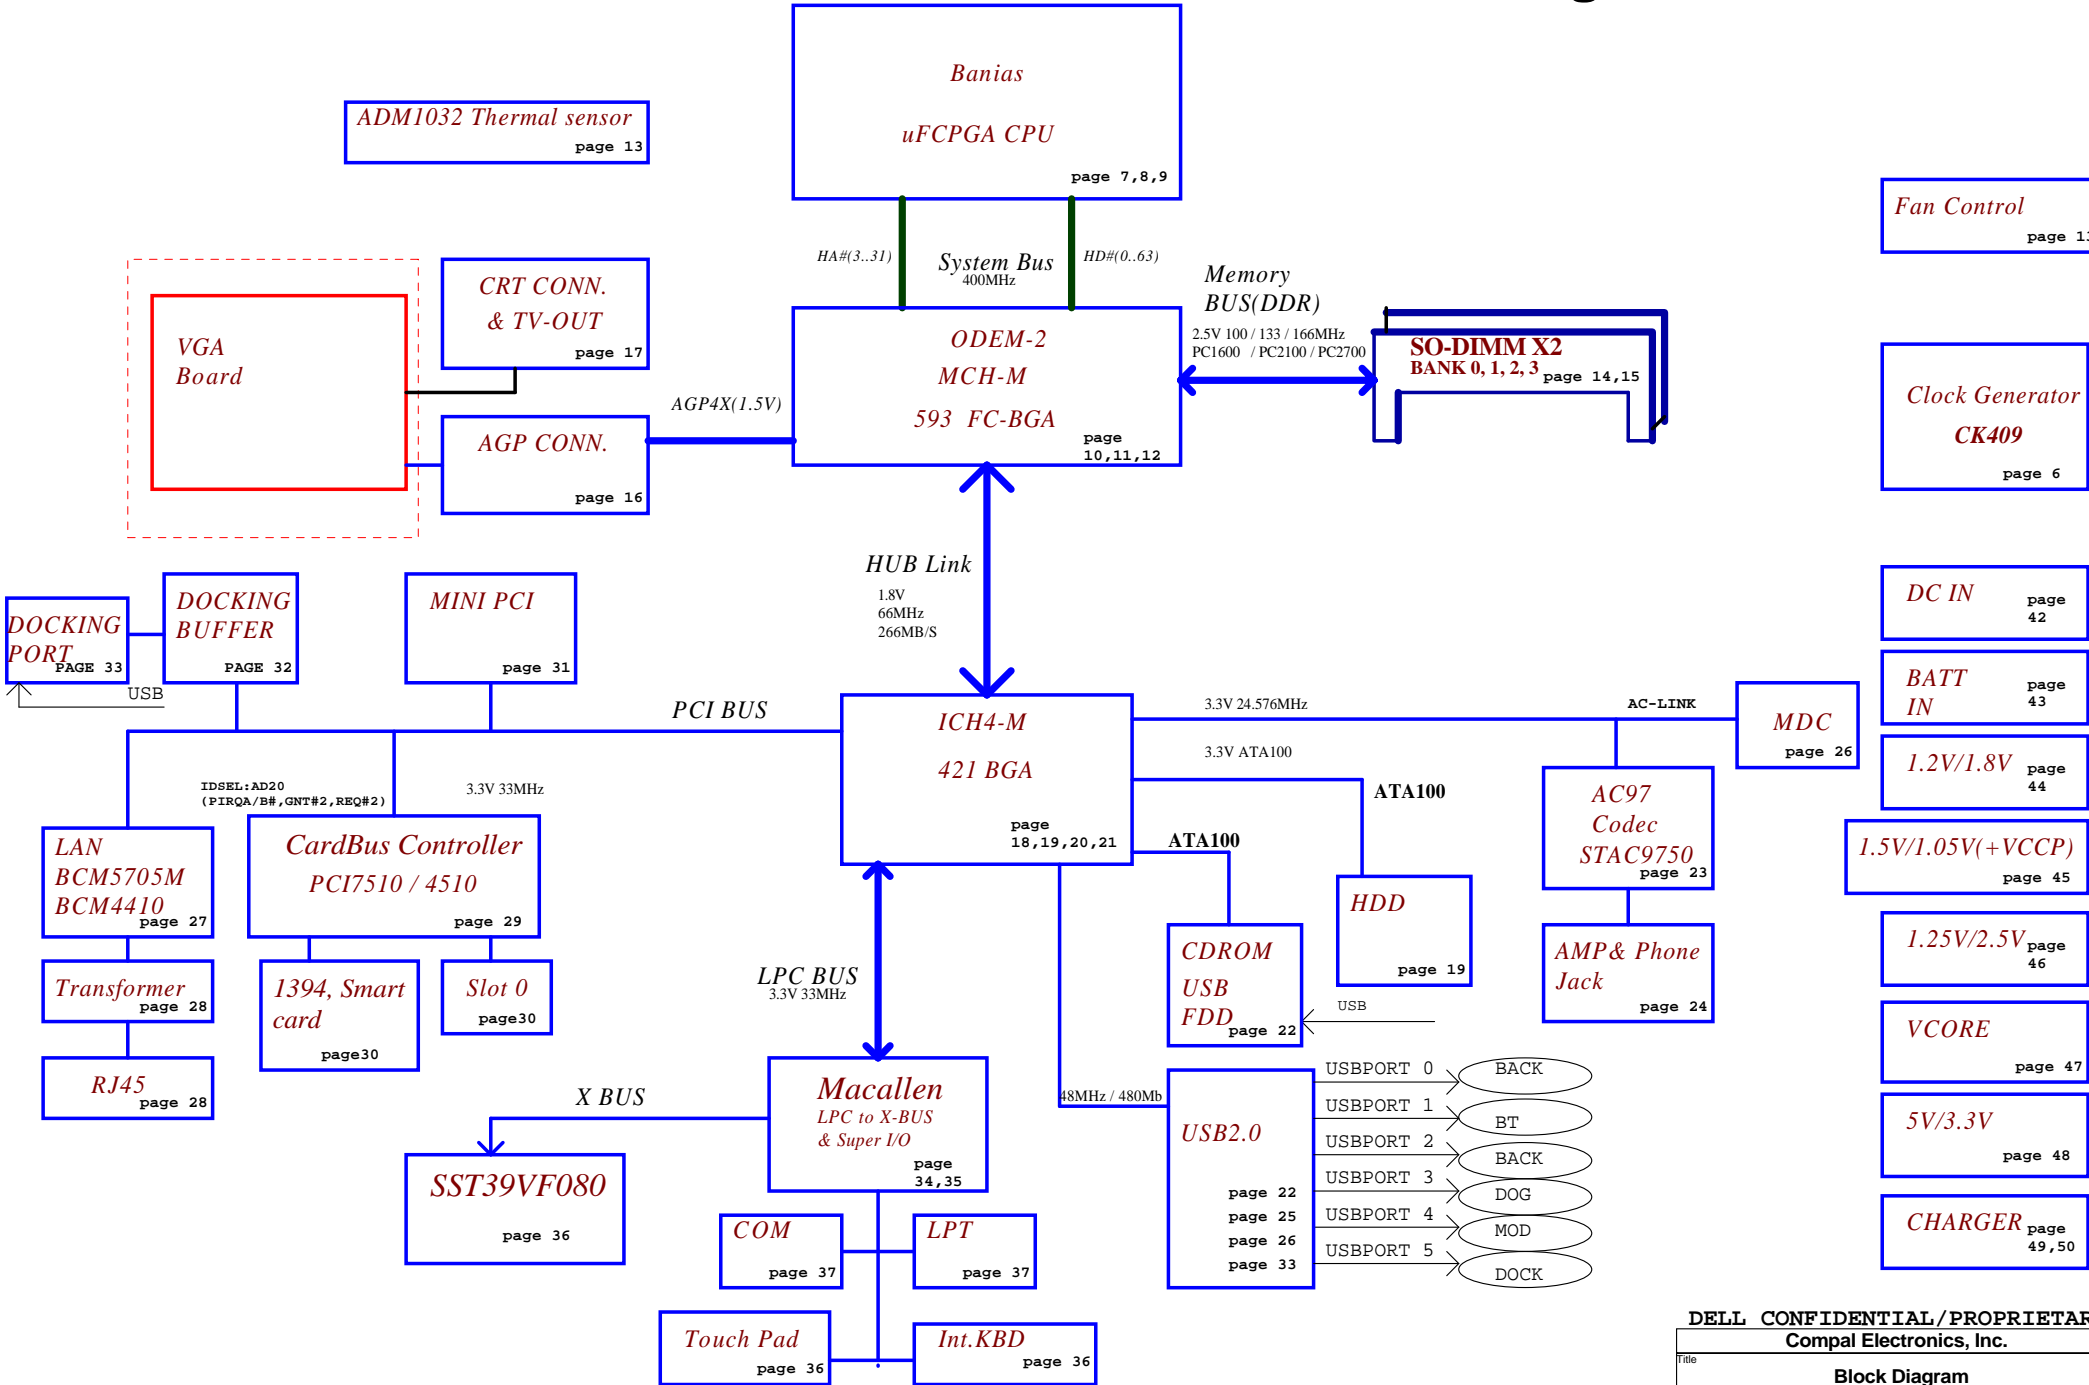 Banias
uFCPGA CPU
page 7,8,9
ADM1032 Thermal sensor
page 13
Fan Control
page 13
HA#(3..31)
System Bus
400MHz
HD#(0..63)
Memory
BUS(DDR)
2.5V 100 / 133 / 166MHz
PC1600 / PC2100 / PC2700
SO-DIMM X2
BANK 0, 1, 2, 3
page 14,15
VGA
Board
CRT CONN.
& TV-OUT
page 17
ODEM-2
MCH-M
593 FC-BGA
page
10,11,12
AGP4X(1.5V)
AGP CONN.
page 16
Clock Generator
CK409
page 6
HUB Link
1.8V
66MHz
266MB/S
DOCKING
PORT
PAGE 33
USB
DOCKING
BUFFER
PAGE 32
MINI PCI
page 31
PCI BUS
ICH4-M
421 BGA
page
18,19,20,21
3.3V 24.576MHz
AC-LINK
MDC
page 26
3.3V ATA100
ATA100
ATA100
IDSEL:AD20
(PIRQA/B#,GNT#2,REQ#2)
3.3V 33MHz
LAN
BCM5705M
BCM4410
page 27
CardBus Controller
PCI7510 / 4510
page 29
Transformer
page 28
1394, Smart
card
page30
Slot 0
page30
RJ45
page 28
AC97
Codec
STAC9750
page 23
HDD
page 19
CDROM
USB
FDD
page 22
USB
AMP& Phone
Jack
page 24
LPC BUS
3.3V 33MHz
X BUS
Macallen
LPC to X-BUS
& Super I/O
page
34,35
SST39VF080
page 36
48MHz / 480Mb
USB2.0
page 22
page 25
page 26
page 33
USBPORT 0
BACK
USBPORT 1
BT
USBPORT 2
BACK
USBPORT 3
DOG
USBPORT 4
MOD
USBPORT 5
DOCK
COM
page 37
LPT
page 37
Touch Pad
page 36
Int.KBD
page 36
DC IN
page
42
BATT
IN
page
43
1.2V/1.8V
page
44
1.5V/1.05V(+VCCP)
page 45
1.25V/2.5V
page
46
VCORE
page 47
5V/3.3V
page 48
CHARGER
page
49,50
DELL CONFIDENTIAL/PROPRIETAR
Compal Electronics, Inc.
Title
Block Diagram